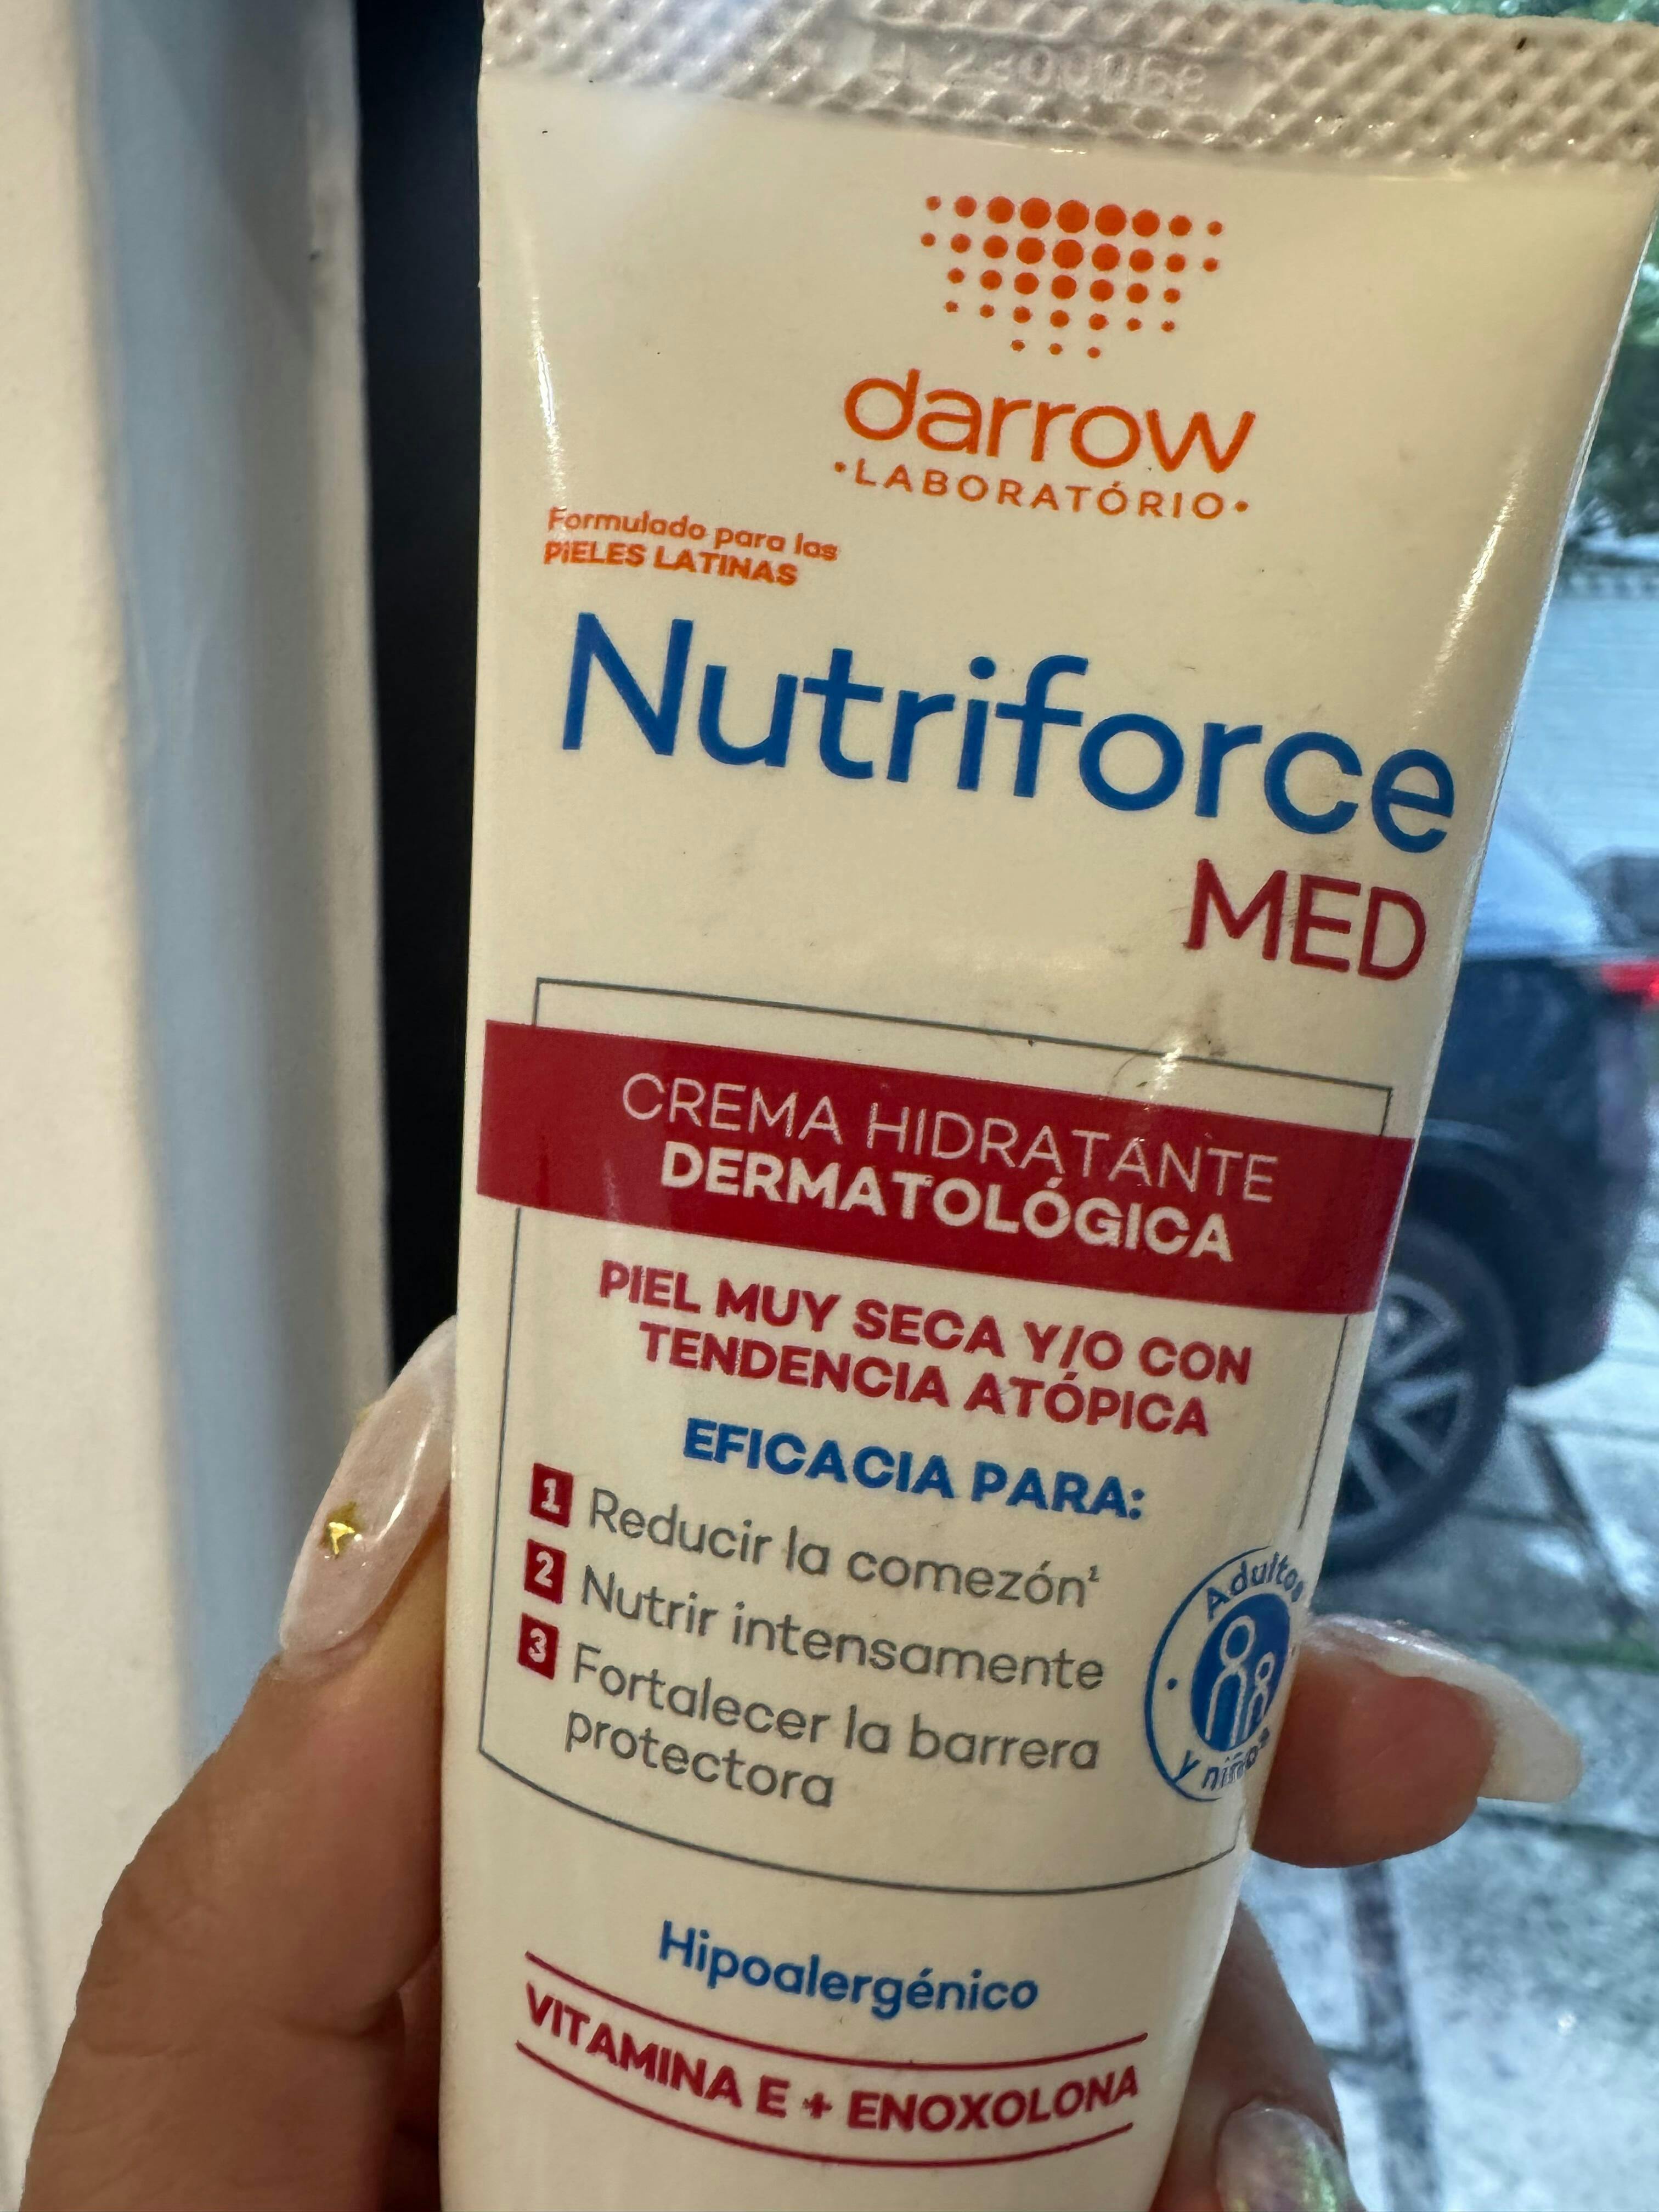 darrow
•LABORATÓRIO•
Formulado para las
PIELES LATINAS
Nutriforce
MED
CREMA HIDRATANTE
DERMATOLÓGICA
PIEL MUY SECA Y/O CON
TENDENCIA ATÓPICA
EFICACIA PARA:
1 Reducir la comezón¹
2 Nutrir intensamente
3 Fortalecer la barrera
protectora
Adultos
y niños
Hipoalergénico
VITAMINA E + ENOXOLONA